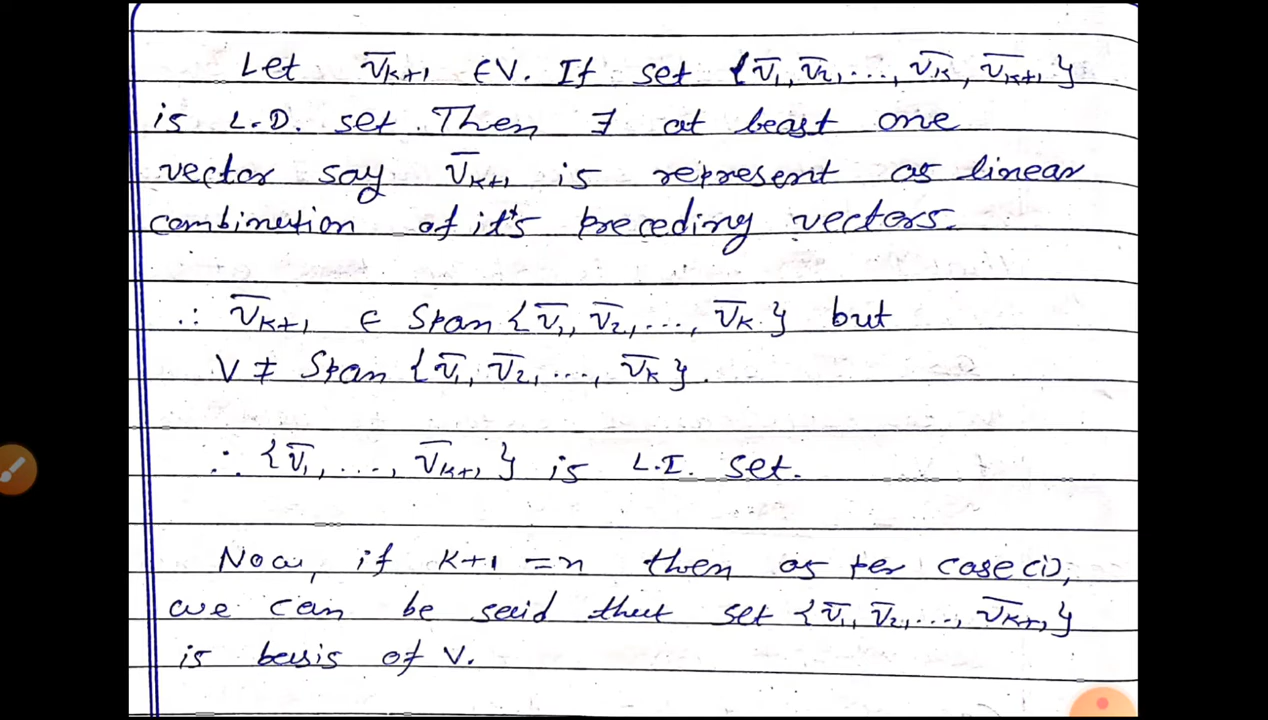 Let v̅ₖ₊₁ ∈ V. If set {v̅₁, v̅₂, ..., v̅ₖ, v̅ₖ₊₁}
is L.D. set. Then ∃ at least one
vector say v̅ₖ₊₁ is represent as linear
combination of it's preceding vectors.
∴ v̅ₖ₊₁ ∈ Span {v̅₁, v̅₂, ..., v̅ₖ} but
V ≠ Span {v̅₁, v̅₂, ..., v̅ₖ}.
∴ {v̅₁, ..., v̅ₖ₊₁} is L.I. set.
Now, if k+1 = n then as per case (i),
we can be said that set {v̅₁, v̅₂, ..., v̅ₖ₊₁}
is basis of V.